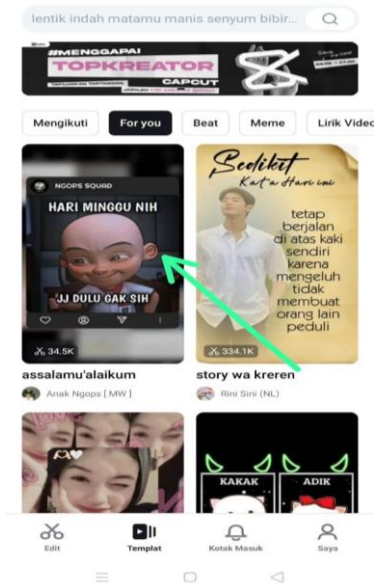 lentik indah matamu manis senyum bibir...
#MENGGAPAI
TOPKREATOR
CAPCUT
Mengikuti
For you
Beat
Meme
Lirik Video
NGOPS SQUAD
HARI MINGGU NIH
JJ DULU GAK SIH
34.5K
assalamu'alaikum
Anak Ngops [ MW ]
Sedikit
Kat'a Hari ini
tetap
berjalan
di atas kaki
sendiri
karena
mengeluh
tidak
membuat
orang lain
peduli
334.1K
story wa kreren
Rini Sini (NL)
KAKAK
ADIK
Edit
Templat
Kotak Masuk
Saya